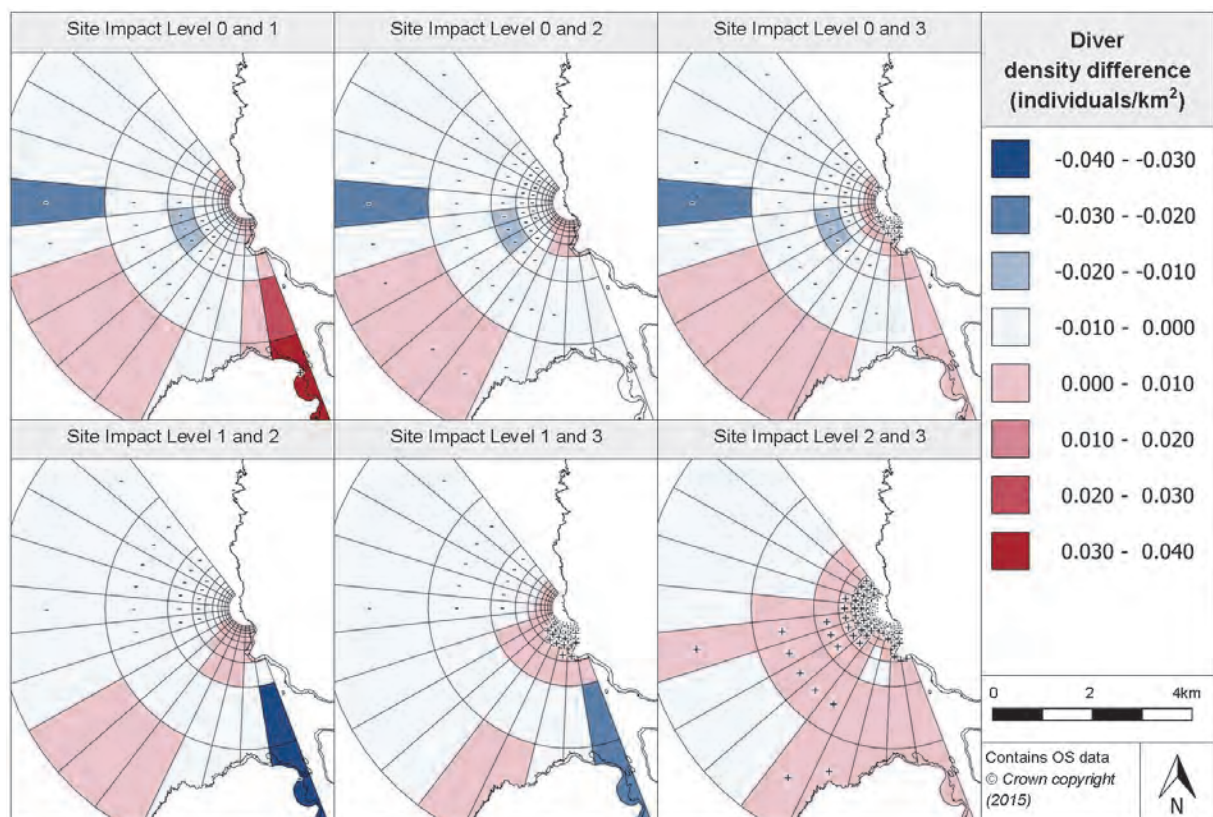 Site Impact Level 0 and 1
Site Impact Level 0 and 2
Site Impact Level 0 and 3
Diver
density difference
(individuals/km²)
-0.040 - -0.030
-0.030 - -0.020
-0.020 - -0.010
-0.010 - 0.000
0.000 - 0.010
0.010 - 0.020
0.020 - 0.030
0.030 - 0.040
Site Impact Level 1 and 2
Site Impact Level 1 and 3
Site Impact Level 2 and 3
0 2 4km
Contains OS data
© Crown copyright
(2015)
N